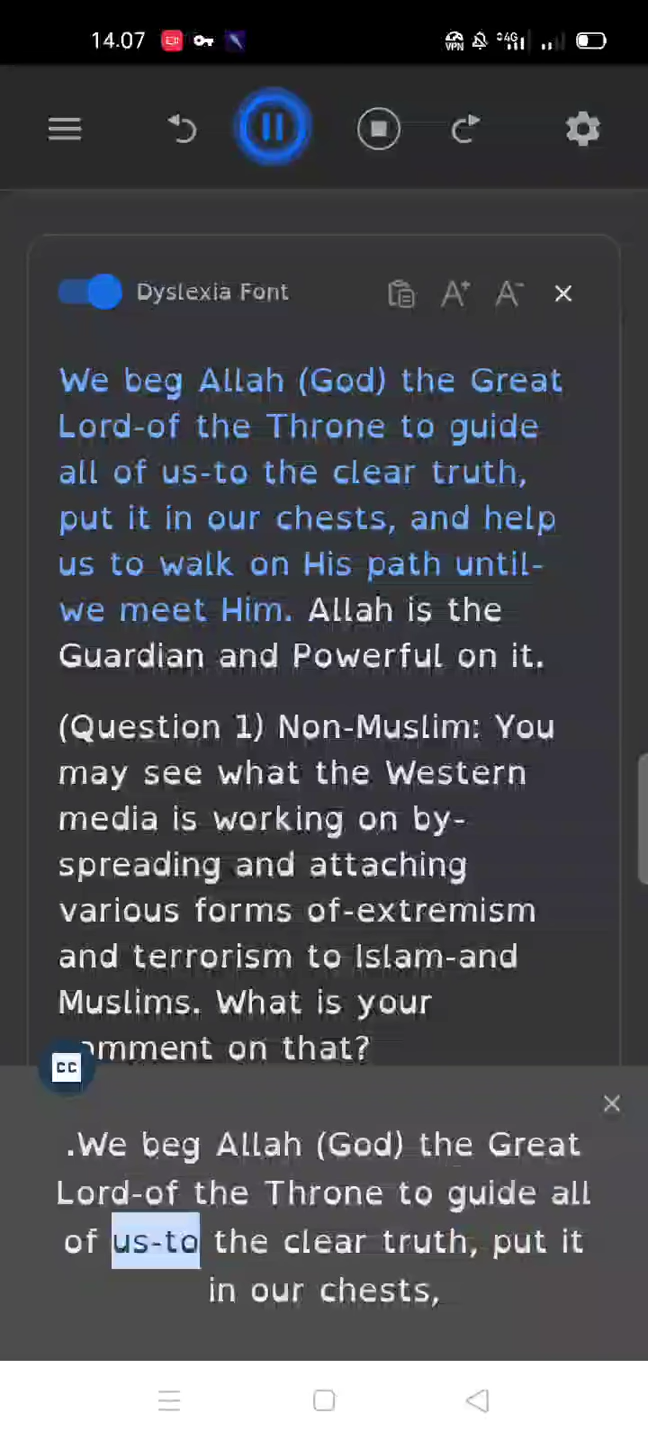 14.07 VPN 4G
Dyslexia Font A+ A-
We beg Allah (God) the Great
Lord-of the Throne to guide
all of us-to the clear truth,
put it in our chests, and help
us to walk on His path until-
we meet Him. Allah is the
Guardian and Powerful on it.
(Question 1) Non-Muslim: You
may see what the Western
media is working on by-
spreading and attaching
various forms of-extremism
and terrorism to Islam-and
Muslims. What is your
omment on that?
CC
.We beg Allah (God) the Great
Lord-of the Throne to guide all
of us-to the clear truth, put it
in our chests,